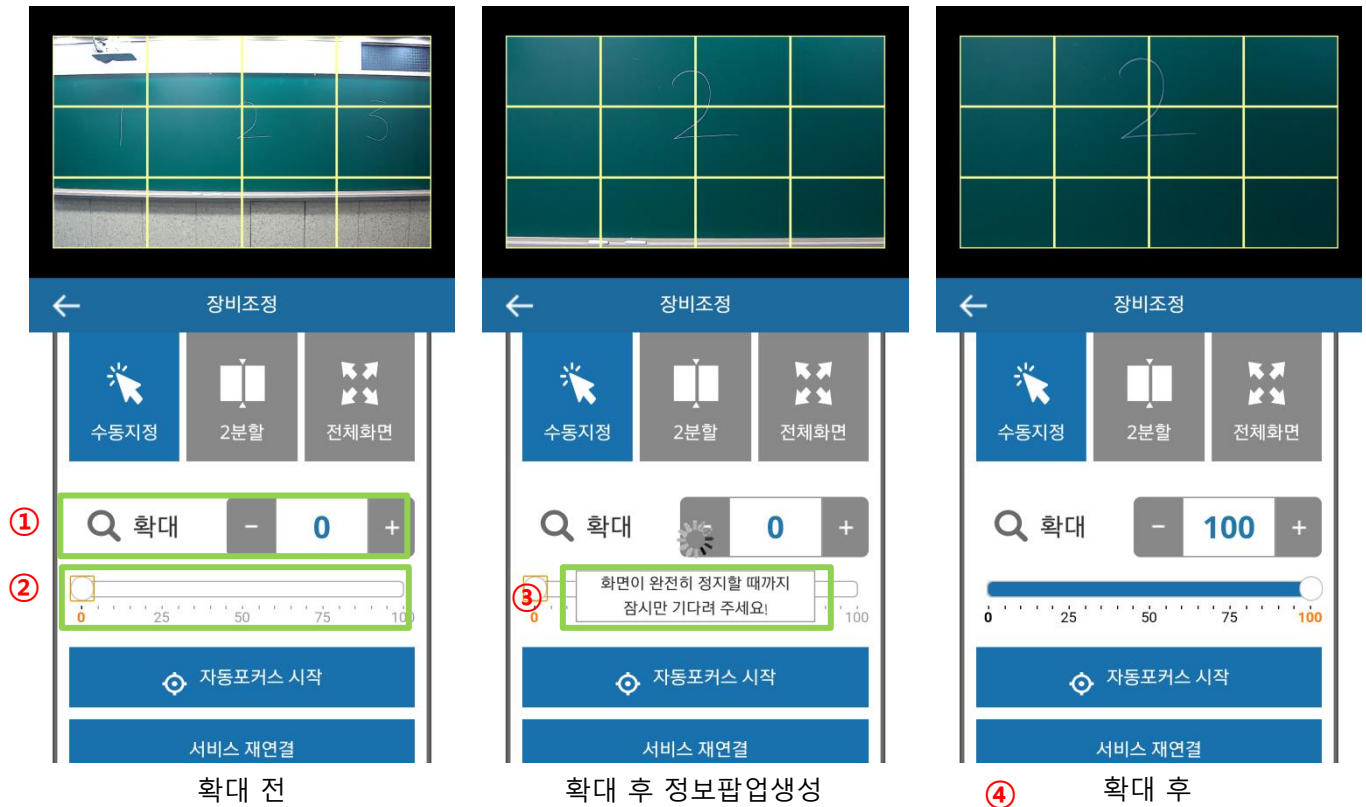 1 2 3
장비조정
수동지정 2분할 전체화면
① 확대 - 0 +
②
0 25 50 75 100
자동포커스 시작
서비스 재연결
확대 전
2
장비조정
수동지정 2분할 전체화면
확대 - 0 +
③ 화면이 완전히 정지할 때까지
잠시만 기다려 주세요!
0 100
자동포커스 시작
서비스 재연결
확대 후 정보팝업생성
2
장비조정
수동지정 2분할 전체화면
확대 - 100 +
0 25 50 75 100
자동포커스 시작
서비스 재연결
④ 확대 후